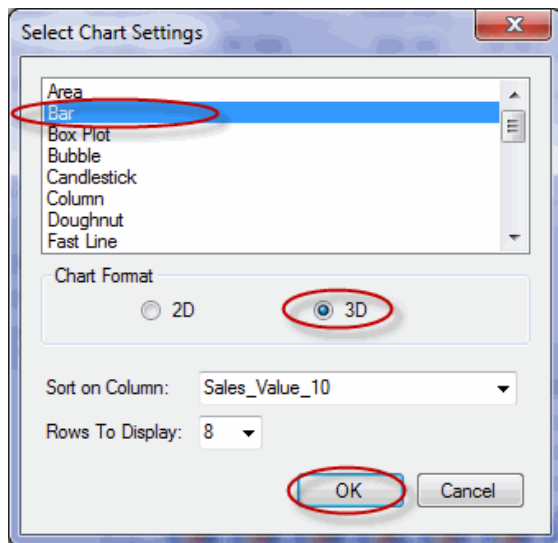 Select Chart Settings
Area
Bar
Box Plot
Bubble
Candlestick
Column
Doughnut
Fast Line
Chart Format
2D 3D
Sort on Column: Sales_Value_10
Rows To Display: 8
OK Cancel